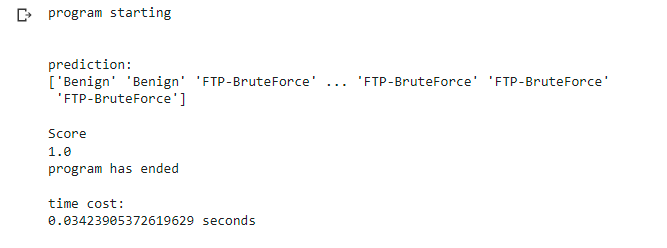 program starting
prediction:
['Benign' 'Benign' 'FTP-BruteForce' ... 'FTP-BruteForce' 'FTP-BruteForce'
'FTP-BruteForce']
Score
1.0
program has ended
time cost:
0.03423905372619629 seconds